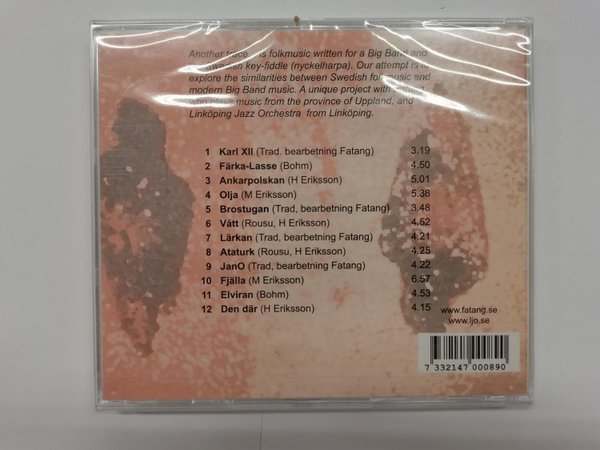 Another trace. Is folkmusic written for a Big Band and
swedish key-fiddle (nyckelharpa). Our attempt is to
explore the similarities between Swedish folkmusic and
modern Big Band music. A unique project with Fatang
who plays music from the province of Uppland, and
Linköping Jazz Orchestra from Linköping.
1 Karl XII (Trad. bearbetning Fatang) 3.19
2 Färka-Lasse (Bohm) 4.50
3 Ankarpolskan (H Eriksson) 5.01
4 Olja (M Eriksson) 5.38
5 Brostugan (Trad, bearbetning Fatang) 3.48
6 Vått (Rousu, H Eriksson) 4.52
7 Lärkan (Trad, bearbetning Fatang) 4.21
8 Ataturk (Rousu, H Eriksson) 4.25
9 JanO (Trad, bearbetning Fatang) 4.22
10 Fjälla (M Eriksson) 6.57
11 Elviran (Bohm) 4.53
12 Den där (H Eriksson) 4.15
www.fatang.se
www.ljo.se
7 332147 000890